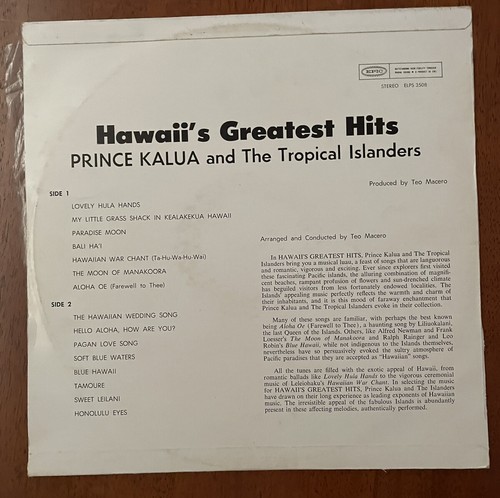 EPIC
STEREO ELPS 3508
Hawaii's Greatest Hits
PRINCE KALUA and The Tropical Islanders
Produced by Teo Macero
SIDE 1
LOVELY HULA HANDS
MY LITTLE GRASS SHACK IN KEALAKEKUA HAWAII
PARADISE MOON
BALI HA'I
HAWAIIAN WAR CHANT (Ta-Hu-Wa-Hu-Wai)
THE MOON OF MANAKOORA
ALOHA OE (Farewell to Thee)
SIDE 2
THE HAWAIIAN WEDDING SONG
HELLO ALOHA, HOW ARE YOU?
PAGAN LOVE SONG
SOFT BLUE WATERS
BLUE HAWAII
TAMOURE
SWEET LEILANI
HONOLULU EYES
Arranged and Conducted by Teo Macero
In HAWAII'S GREATEST HITS, Prince Kalua and The Tropical
Islanders bring you a musical luau, a feast of songs that are languorous
and romantic, vigorous and exciting. Ever since explorers first visited
these fascinating Pacific islands, the alluring combination of magnifi-
cent beaches, rampant profusion of flowers and sun-drenched climate
has beguiled visitors from less fortunately endowed localities. The
Islands' appealing music perfectly reflects the warmth and charm of
their inhabitants, and it is this mood of faraway enchantment that
Prince Kalua and The Tropical Islanders evoke in their collection.
Many of these songs are familiar, with perhaps the best known
being Aloha Oe (Farewell to Thee), a haunting song by Liliuokalani,
the last Queen of the Islands. Others, like Alfred Newman and Frank
Loesser's The Moon of Manakoora and Ralph Rainger and Leo
Robin's Blue Hawaii, while not indigenous to the Islands themselves,
nevertheless have so persuasively evoked the sultry atmosphere of
Pacific paradises that they are accepted as "Hawaiian" songs.
All the tunes are filled with the exotic appeal of Hawaii, from
romantic ballads like Lovely Hula Hands to the vigorous ceremonial
music of Leleiohaku's Hawaiian War Chant. In selecting the music
for HAWAII'S GREATEST HITS, Prince Kalua and The Islanders
have drawn on their long experience as leading exponents of Hawaiian
music. The irresistible appeal of the fabulous Islands is abundantly
present in these affecting melodies, authentically performed.